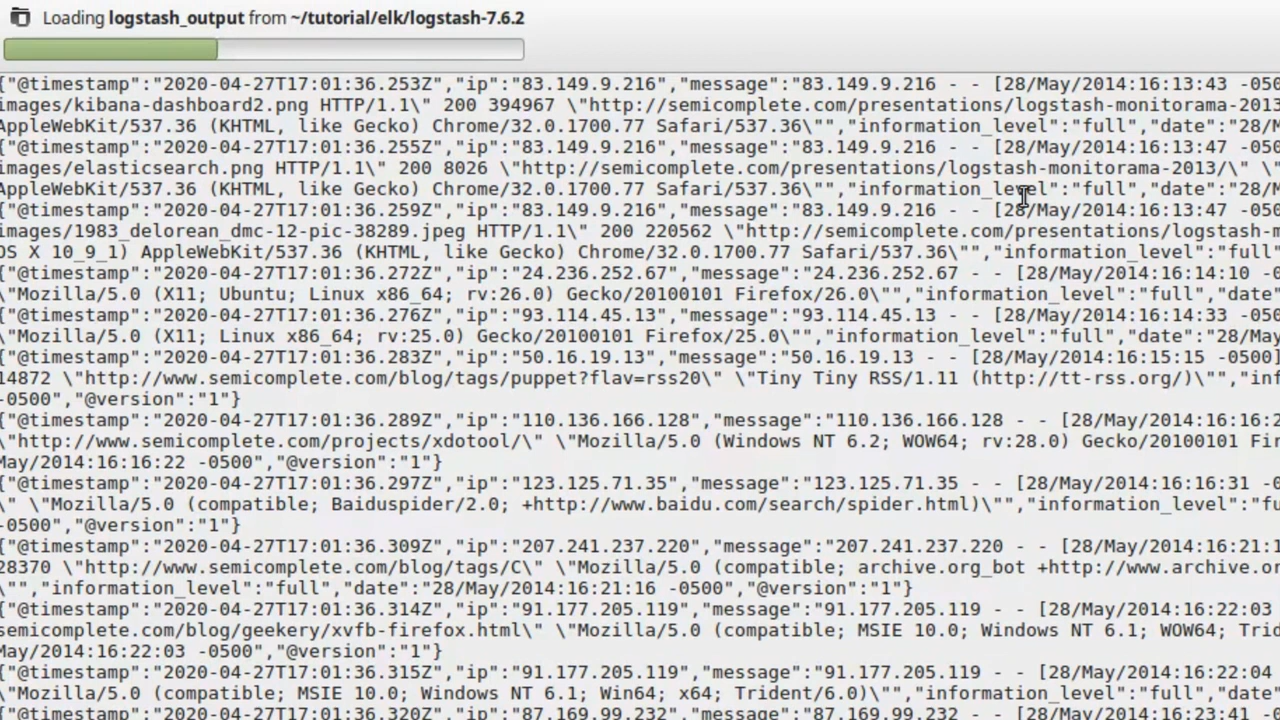 Loading logstash_output from ~/tutorial/elk/logstash-7.6.2
{"@timestamp":"2020-04-27T17:01:36.253Z","ip":"83.149.9.216","message":"83.149.9.216 - - [28/May/2014:16:13:43 -050
images/kibana-dashboard2.png HTTP/1.1\" 200 394967 \"http://semicomplete.com/presentations/logstash-monitorama-2013
AppleWebKit/537.36 (KHTML, like Gecko) Chrome/32.0.1700.77 Safari/537.36\"","information_level":"full","date":"28/M
{"@timestamp":"2020-04-27T17:01:36.255Z","ip":"83.149.9.216","message":"83.149.9.216 - - [28/May/2014:16:13:47 -050
images/elasticsearch.png HTTP/1.1\" 200 8026 \"http://semicomplete.com/presentations/logstash-monitorama-2013/\" \"
AppleWebKit/537.36 (KHTML, like Gecko) Chrome/32.0.1700.77 Safari/537.36\"","information_level":"full","date":"28/M
{"@timestamp":"2020-04-27T17:01:36.259Z","ip":"83.149.9.216","message":"83.149.9.216 - - [28/May/2014:16:13:47 -050
images/1983_delorean_dmc-12-pic-38289.jpeg HTTP/1.1\" 200 220562 \"http://semicomplete.com/presentations/logstash-m
OS X 10_9_1) AppleWebKit/537.36 (KHTML, like Gecko) Chrome/32.0.1700.77 Safari/537.36\"","information_level":"full"
{"@timestamp":"2020-04-27T17:01:36.272Z","ip":"24.236.252.67","message":"24.236.252.67 - - [28/May/2014:16:14:10 -0
\"Mozilla/5.0 (X11; Ubuntu; Linux x86_64; rv:26.0) Gecko/20100101 Firefox/26.0\"","information_level":"full","date"
{"@timestamp":"2020-04-27T17:01:36.276Z","ip":"93.114.45.13","message":"93.114.45.13 - - [28/May/2014:16:14:33 -050
\"Mozilla/5.0 (X11; Linux x86_64; rv:25.0) Gecko/20100101 Firefox/25.0\"","information_level":"full","date":"28/May
{"@timestamp":"2020-04-27T17:01:36.283Z","ip":"50.16.19.13","message":"50.16.19.13 - - [28/May/2014:16:15:15 -0500]
14872 \"http://www.semicomplete.com/blog/tags/puppet?flav=rss20\" \"Tiny Tiny RSS/1.11 (http://tt-rss.org/)\"","inf
-0500","@version":"1"}
{"@timestamp":"2020-04-27T17:01:36.289Z","ip":"110.136.166.128","message":"110.136.166.128 - - [28/May/2014:16:16:2
\"http://www.semicomplete.com/projects/xdotool/\" \"Mozilla/5.0 (Windows NT 6.2; WOW64; rv:28.0) Gecko/20100101 Fir
May/2014:16:16:22 -0500","@version":"1"}
{"@timestamp":"2020-04-27T17:01:36.297Z","ip":"123.125.71.35","message":"123.125.71.35 - - [28/May/2014:16:16:31 -0
\" \"Mozilla/5.0 (compatible; Baiduspider/2.0; +http://www.baidu.com/search/spider.html)\"","information_level":"fu
-0500","@version":"1"}
{"@timestamp":"2020-04-27T17:01:36.309Z","ip":"207.241.237.220","message":"207.241.237.220 - - [28/May/2014:16:21:1
28370 \"http://www.semicomplete.com/blog/tags/C\" \"Mozilla/5.0 (compatible; archive.org_bot +http://www.archive.or
\"","information_level":"full","date":"28/May/2014:16:21:16 -0500","@version":"1"}
{"@timestamp":"2020-04-27T17:01:36.314Z","ip":"91.177.205.119","message":"91.177.205.119 - - [28/May/2014:16:22:03
semicomplete.com/blog/geekery/xvfb-firefox.html\" \"Mozilla/5.0 (compatible; MSIE 10.0; Windows NT 6.1; WOW64; Trid
May/2014:16:22:03 -0500","@version":"1"}
{"@timestamp":"2020-04-27T17:01:36.315Z","ip":"91.177.205.119","message":"91.177.205.119 - - [28/May/2014:16:22:04
\"Mozilla/5.0 (compatible; MSIE 10.0; Windows NT 6.1; Win64; x64; Trident/6.0)\"","information_level":"full","date"
{"@timestamp":"2020-04-27T17:01:36.320Z","ip":"87.169.99.232","message":"87.169.99.232 - - [28/May/2014:16:23:41 -0